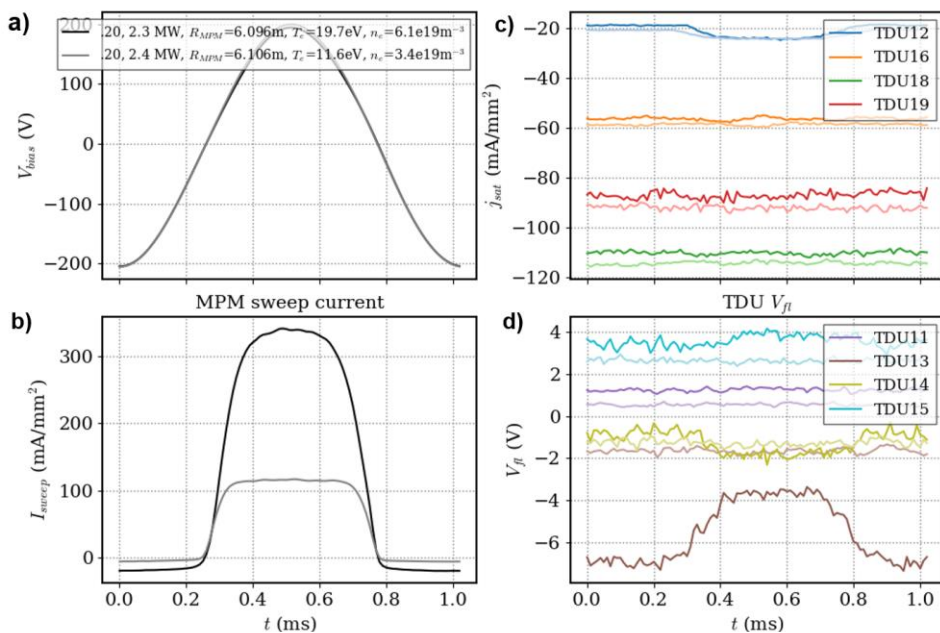 a)
.20, 2.3 MW, R_MPM=6.096m, T_e=19.7eV, n_e=6.1e19m⁻³
.20, 2.4 MW, R_MPM=6.106m, T_e=11.6eV, n_e=3.4e19m⁻³
200
100
0
−100
−200
V_bias (V)
c)
−20
−40
−60
−80
−100
−120
j_sat (mA/mm²)
TDU12
TDU16
TDU18
TDU19
MPM sweep current
b)
300
200
100
0
I_sweep (mA/mm²)
0.0 0.2 0.4 0.6 0.8 1.0
t (ms)
TDU V_fl
d)
4
2
0
−2
−4
−6
V_fl (V)
TDU11
TDU13
TDU14
TDU15
0.0 0.2 0.4 0.6 0.8 1.0
t (ms)